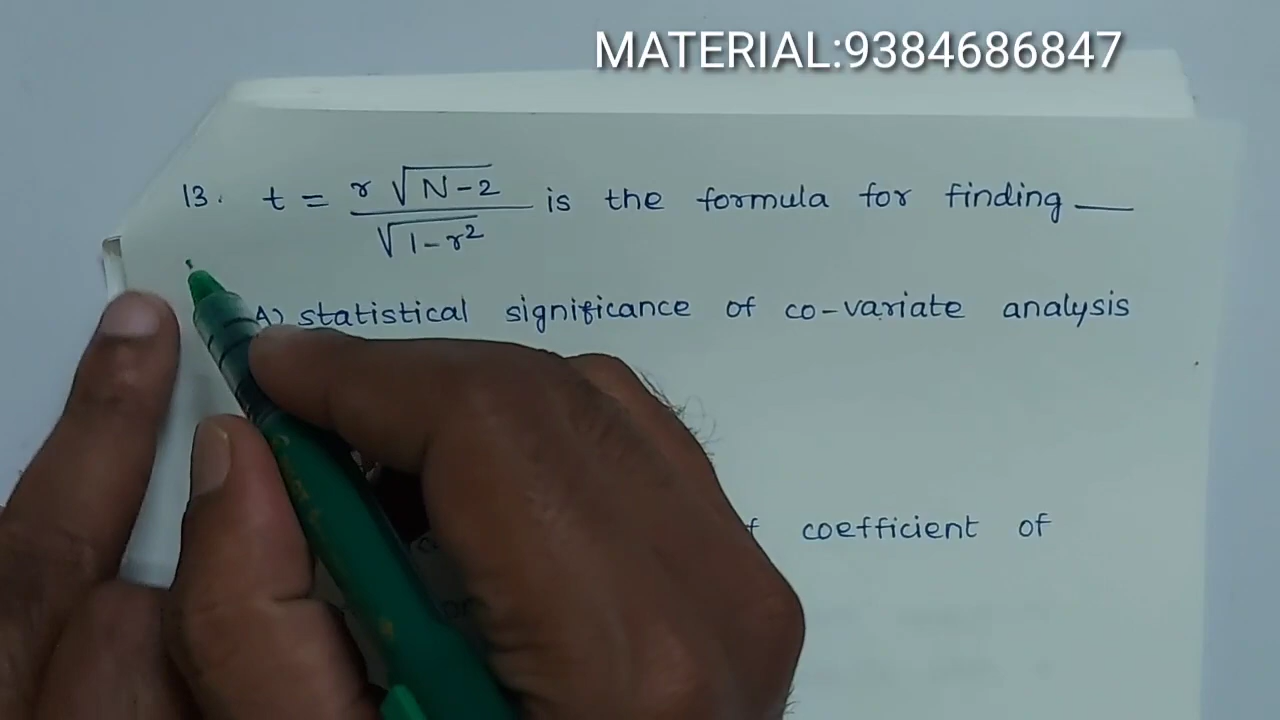 MATERIAL:9384686847
13. t = r √N-2 / √1-r² is the formula for finding ___
A) statistical significance of co-variate analysis
coefficient of